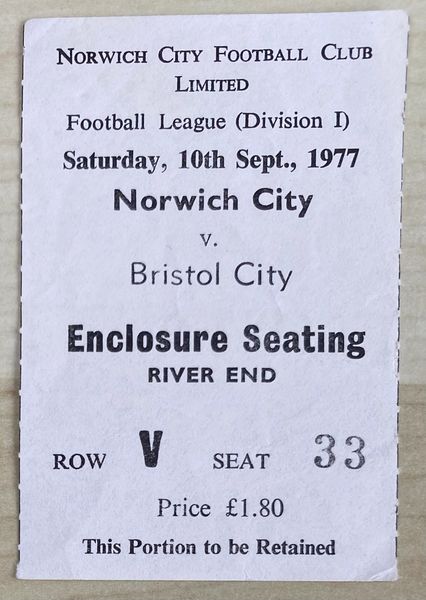 NORWICH CITY FOOTBALL CLUB
LIMITED
Football League (Division I)
Saturday, 10th Sept., 1977
Norwich City
v.
Bristol City
Enclosure Seating
RIVER END
ROW V SEAT 33
Price £1.80
This Portion to be Retained